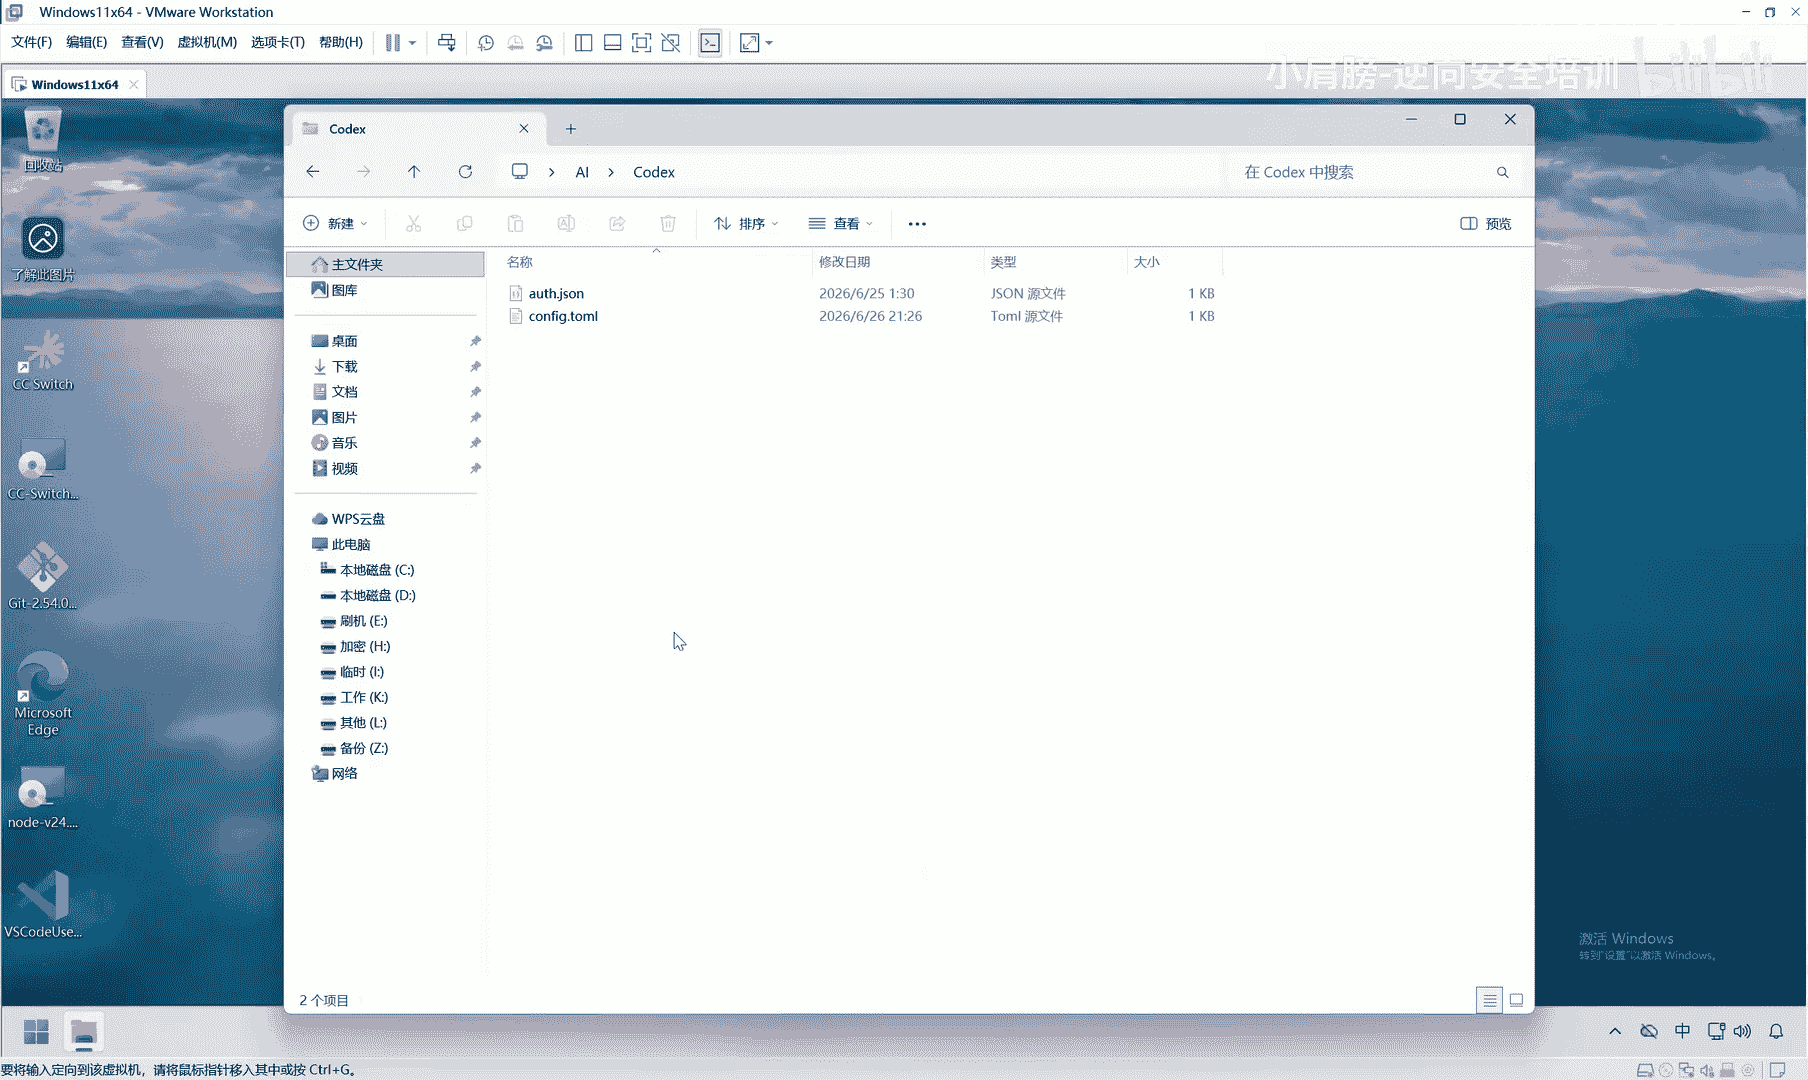 Windows11x64 - VMware Workstation
文件(F) 编辑(E) 查看(V) 虚拟机(M) 选项卡(T) 帮助(H)
小肩膀-逆向安全培训 bilibili
Windows11x64
回收站
了解此图片
CC Switch
CC-Switch...
Git-2.54.0...
Microsoft
Edge
node-v24....
VSCodeUse...
Codex
AI > Codex
在 Codex 中搜索
新建 排序 查看 ... 预览
主文件夹
图库
桌面
下载
文档
图片
音乐
视频
WPS云盘
此电脑
本地磁盘 (C:)
本地磁盘 (D:)
刷机 (E:)
加密 (H:)
临时 (I:)
工作 (K:)
其他 (L:)
备份 (Z:)
网络
名称 修改日期 类型 大小
auth.json 2026/6/25 1:30 JSON 源文件 1 KB
config.toml 2026/6/26 21:26 Toml 源文件 1 KB
2 个项目
激活 Windows
转到"设置"以激活 Windows。
中
要将输入定向到该虚拟机，请将鼠标指针移入其中或按 Ctrl+G。